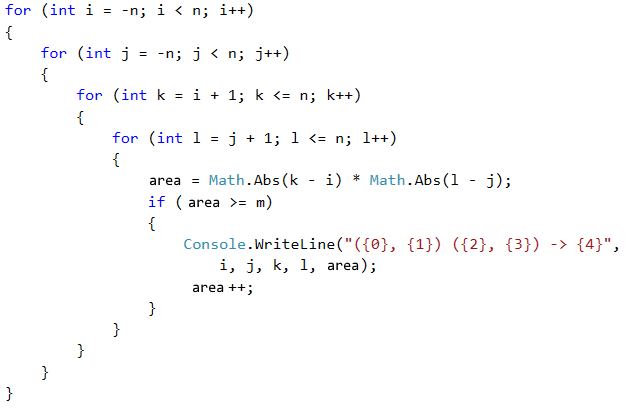 for (int i = -n; i < n; i++)
{
    for (int j = -n; j < n; j++)
    {
        for (int k = i + 1; k <= n; k++)
        {
            for (int l = j + 1; l <= n; l++)
            {
                area = Math.Abs(k - i) * Math.Abs(l - j);
                if ( area >= m)
                {
                    Console.WriteLine("({0}, {1}) ({2}, {3}) -> {4}",
                        i, j, k, l, area);
                    area ++;
                }
            }
        }
    }
}